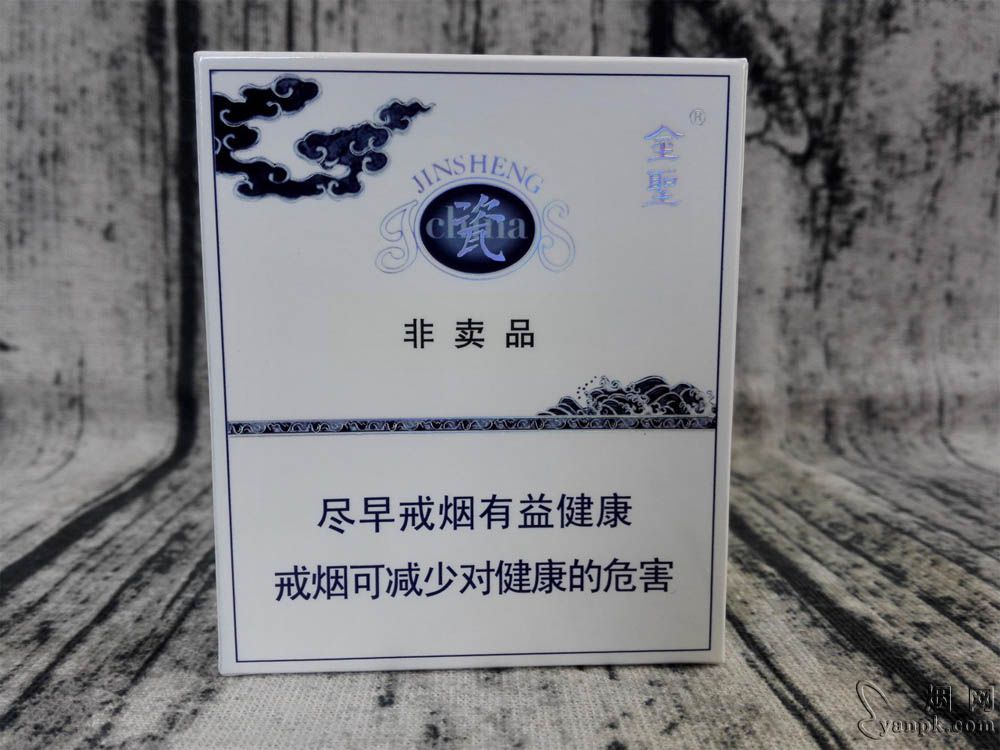 金聖®
JINSHENG
china
瓷
JS
非卖品
尽早戒烟有益健康
戒烟可减少对健康的危害
烟网
yanpk.com